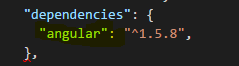 "dependencies": {
"angular": "^1.5.8",
},